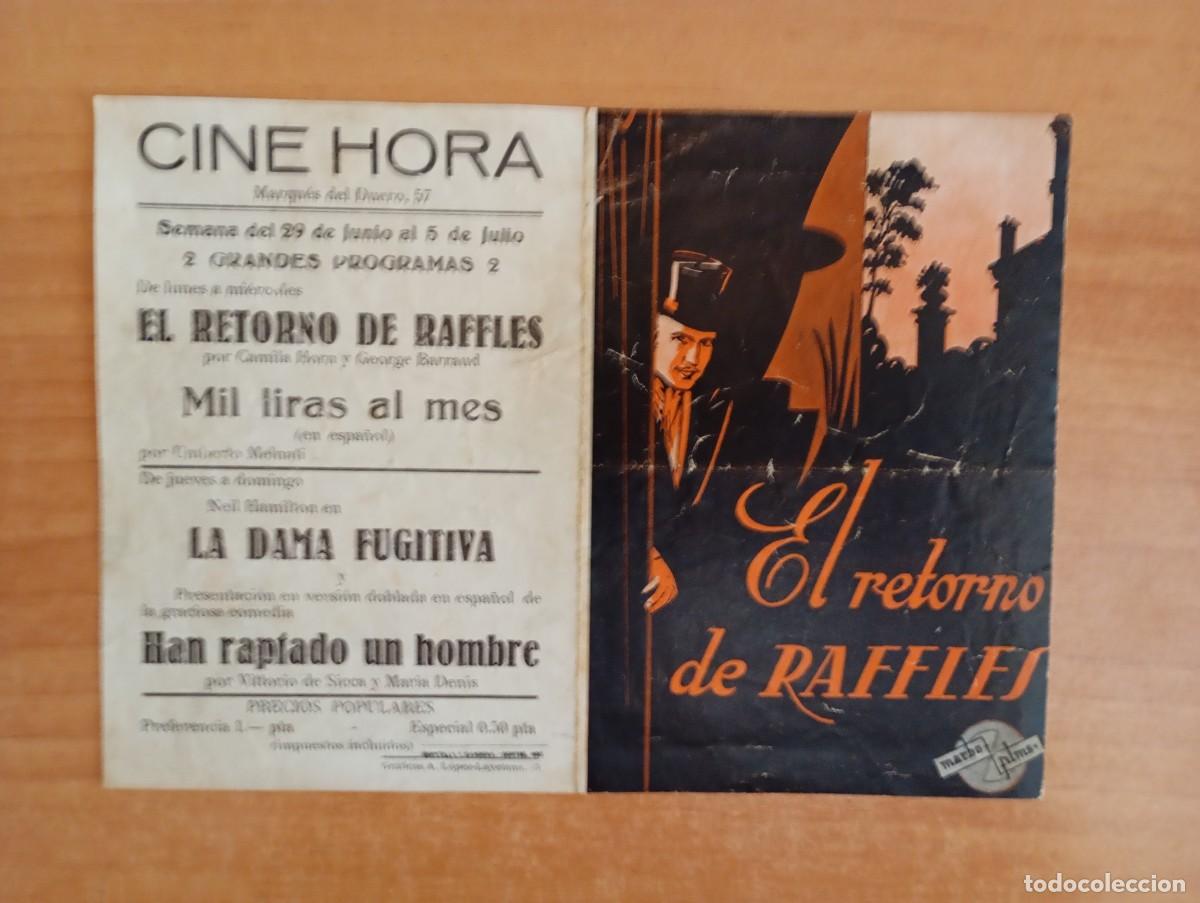 CINE HORA
Marqués del Duero, 57
Semana del 29 de junio al 5 de julio
2 GRANDES PROGRAMAS 2
De lunes a miércoles
EL RETORNO DE RAFFLES
por Camila Horn y George Barraud
Mil liras al mes
(en español)
por Umberto Melnati
De jueves a domingo
Neil Hamilton en
LA DAMA FUGITIVA
y
Presentación en versión doblada en español de
la graciosa comedia
Han raptado un hombre
por Vittorio de Sicca y María Denis
PRECIOS POPULARES
Preferencia 1.— pta - Especial 0.50 pta
(impuestos incluidos)
El retorno
de RAFFLES
films
todocoleccion